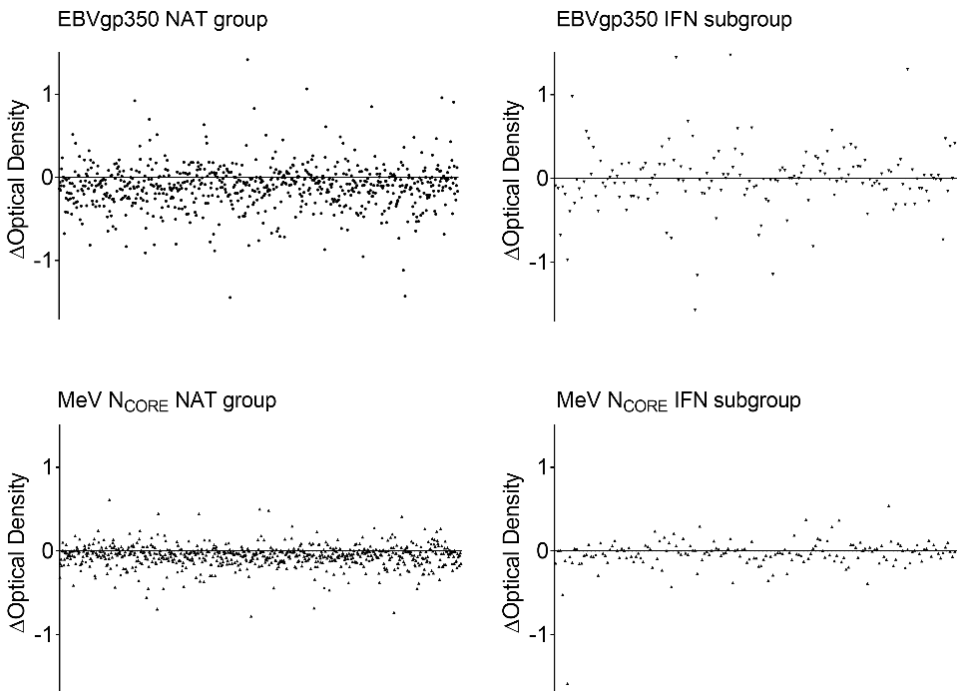 EBVgp350 NAT group
EBVgp350 IFN subgroup
ΔOptical Density
1
0
-1
ΔOptical Density
1
0
-1
MeV NCORE NAT group
MeV NCORE IFN subgroup
ΔOptical Density
1
0
-1
ΔOptical Density
1
0
-1